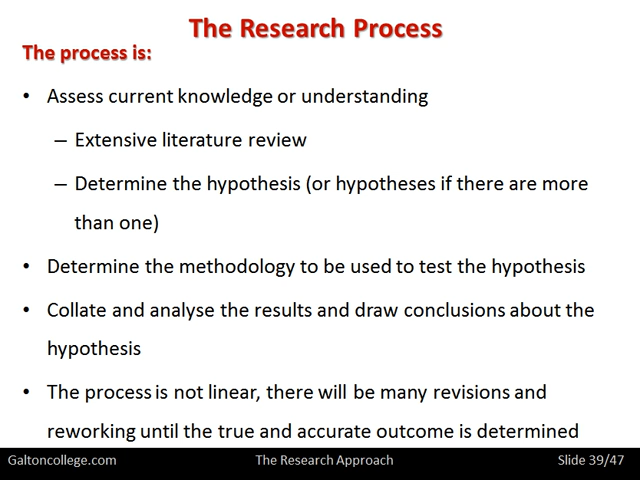 The Research Process
The process is:
• Assess current knowledge or understanding
– Extensive literature review
– Determine the hypothesis (or hypotheses if there are more
than one)
• Determine the methodology to be used to test the hypothesis
• Collate and analyse the results and draw conclusions about the
hypothesis
• The process is not linear, there will be many revisions and
reworking until the true and accurate outcome is determined
Galtoncollege.com The Research Approach Slide 39/47